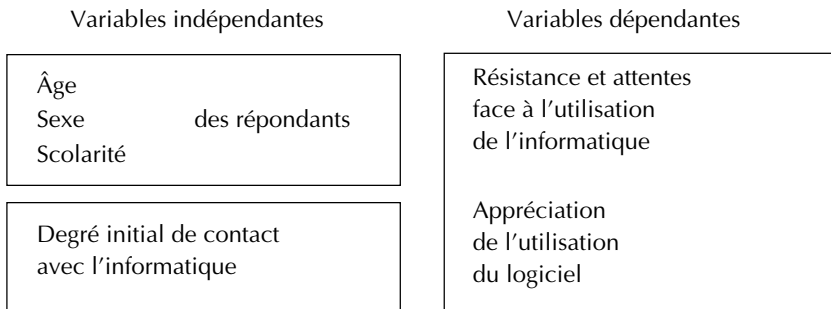 Variables indépendantes
Âge
Sexe des répondants
Scolarité
Degré initial de contact
avec l'informatique
Variables dépendantes
Résistance et attentes
face à l'utilisation
de l'informatique
Appréciation
de l'utilisation
du logiciel